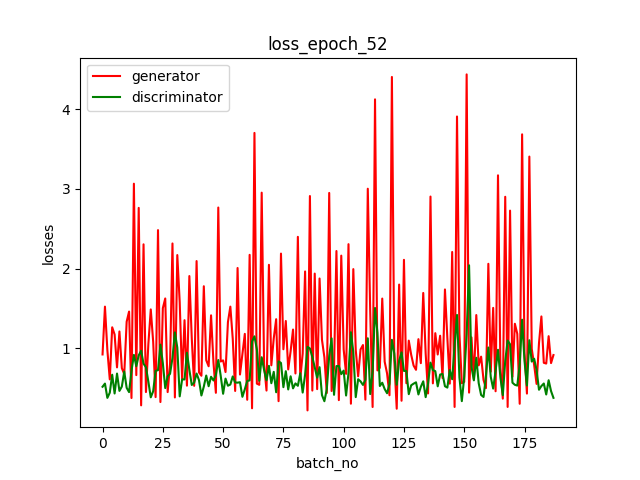 loss_epoch_52
generator
discriminator
losses
4
3
2
1
0 25 50 75 100 125 150 175
batch_no